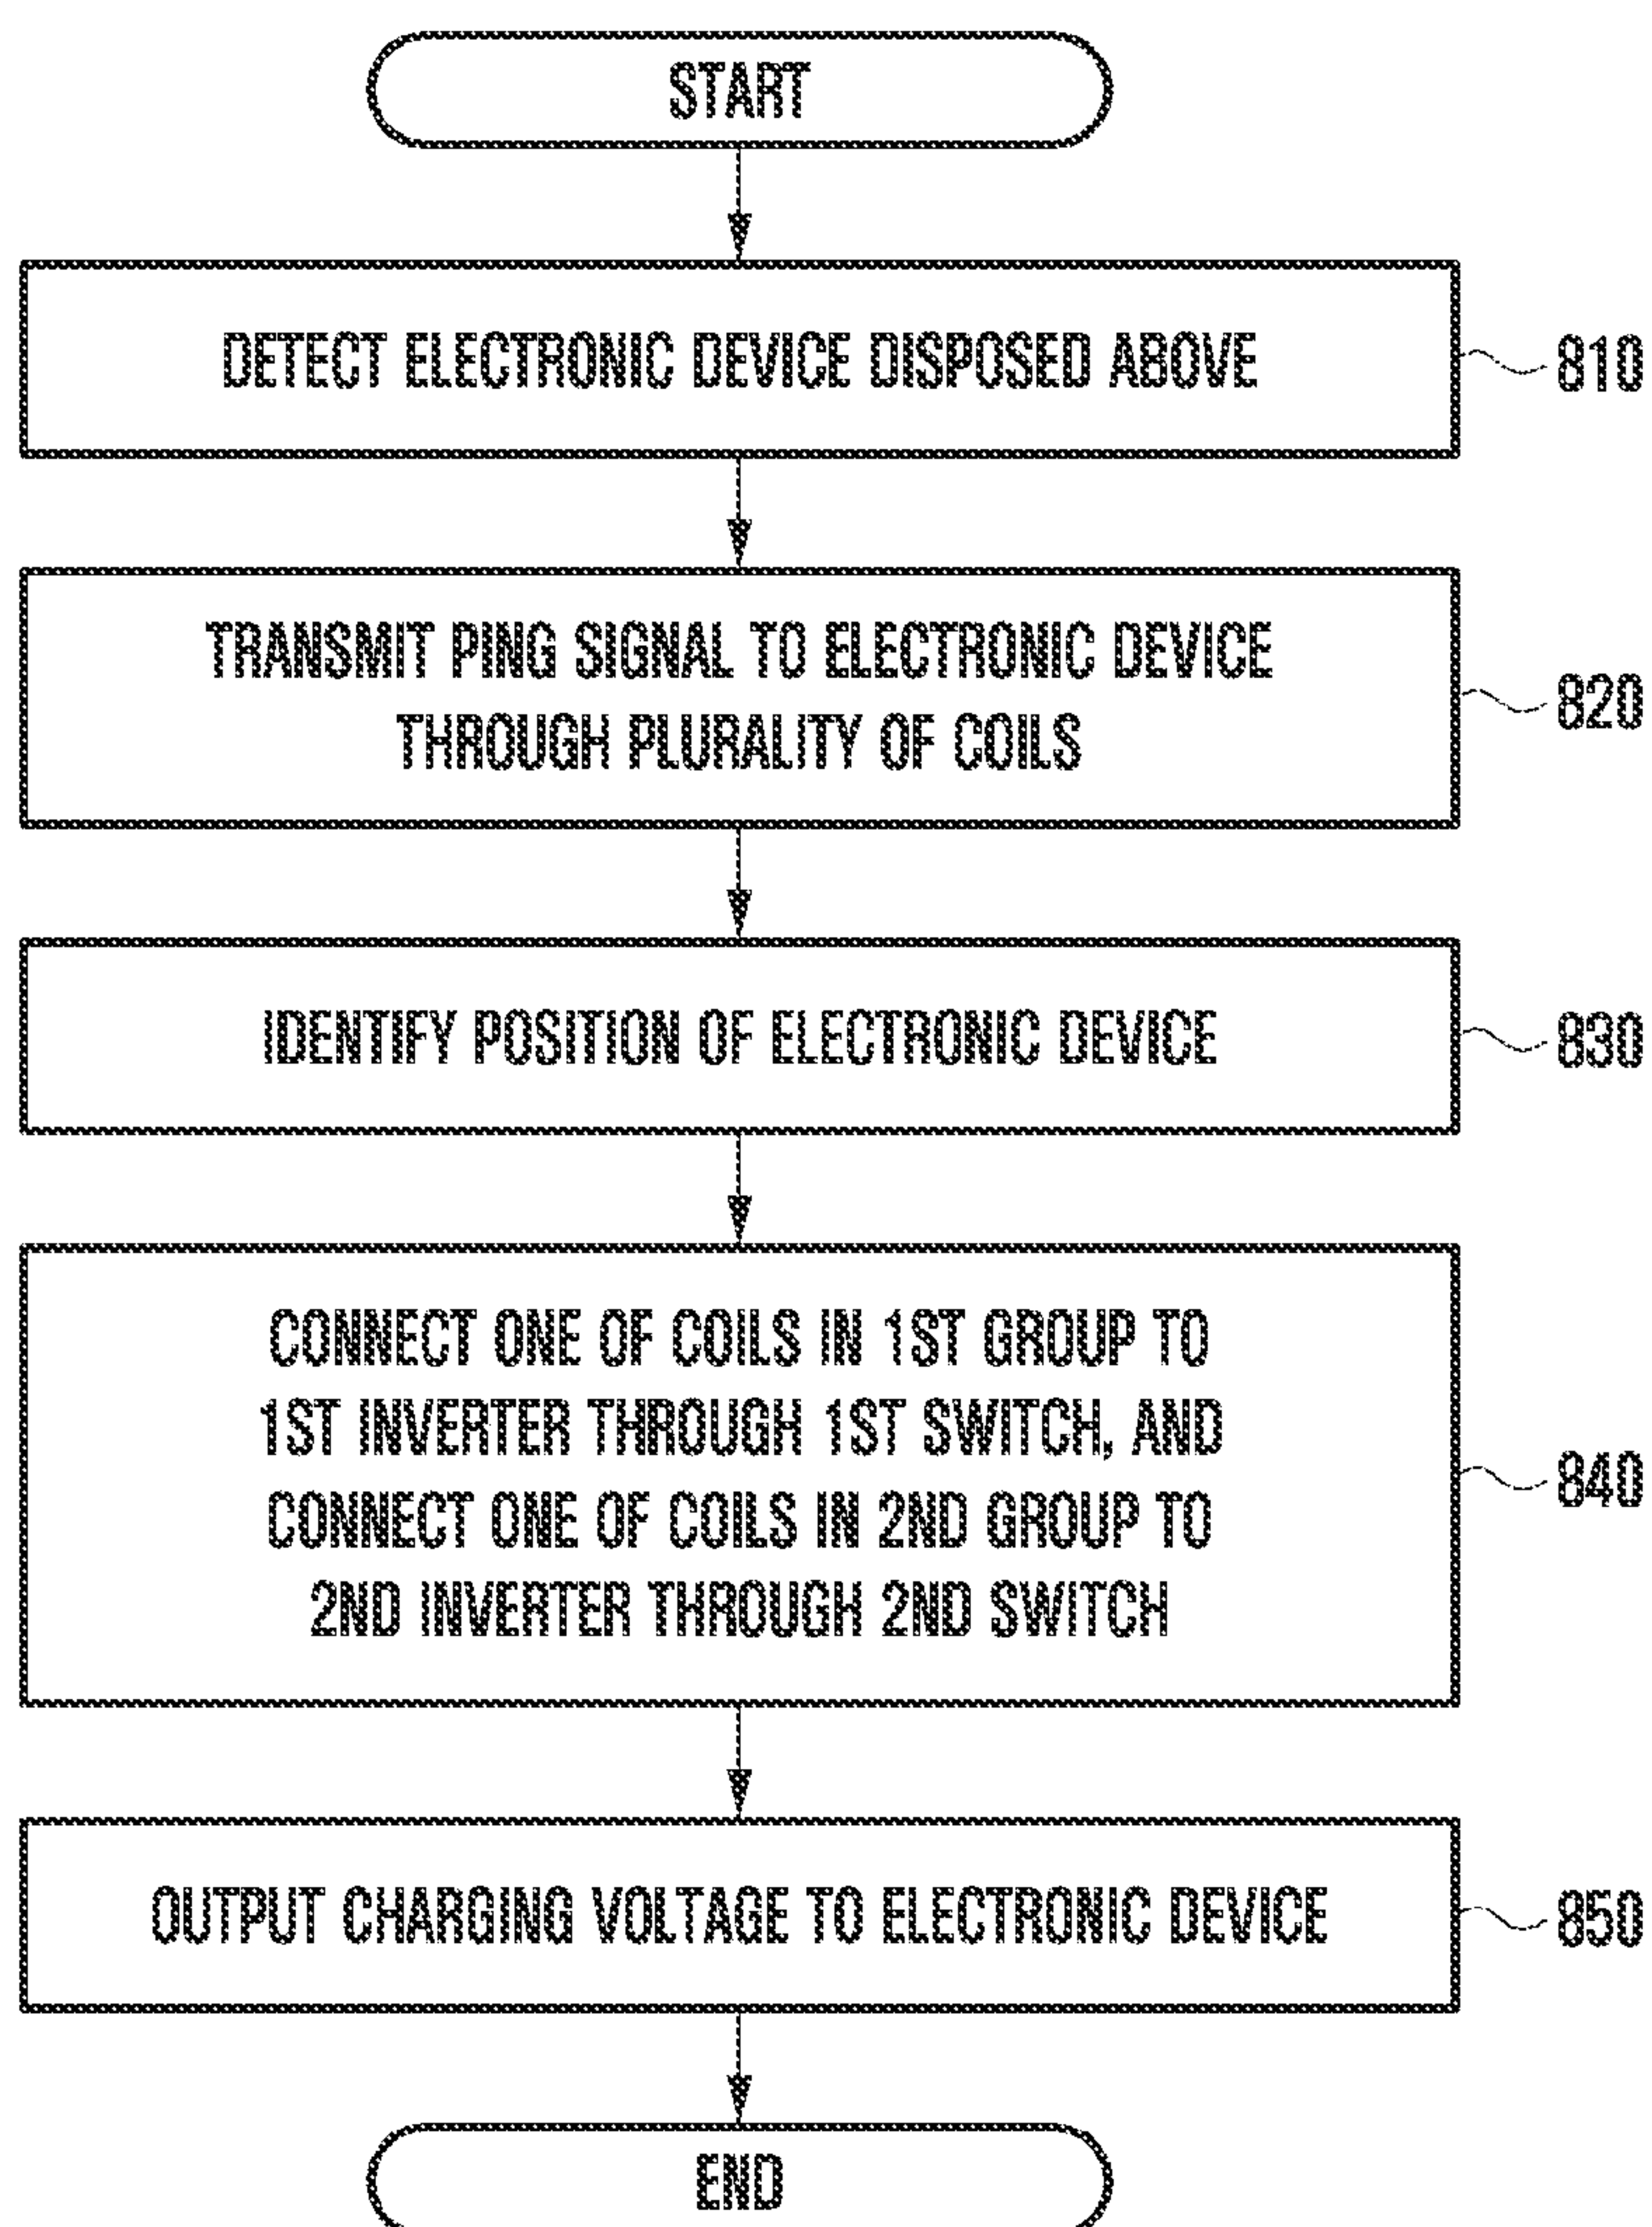 START
DETECT ELECTRONIC DEVICE DISPOSED ABOVE
810
TRANSMIT PING SIGNAL TO ELECTRONIC DEVICE
THROUGH PLURALITY OF COILS
820
IDENTIFY POSITION OF ELECTRONIC DEVICE
830
CONNECT ONE OF COILS IN 1ST GROUP TO
1ST INVERTER THROUGH 1ST SWITCH, AND
CONNECT ONE OF COILS IN 2ND GROUP TO
2ND INVERTER THROUGH 2ND SWITCH
840
OUTPUT CHARGING VOLTAGE TO ELECTRONIC DEVICE
850
END